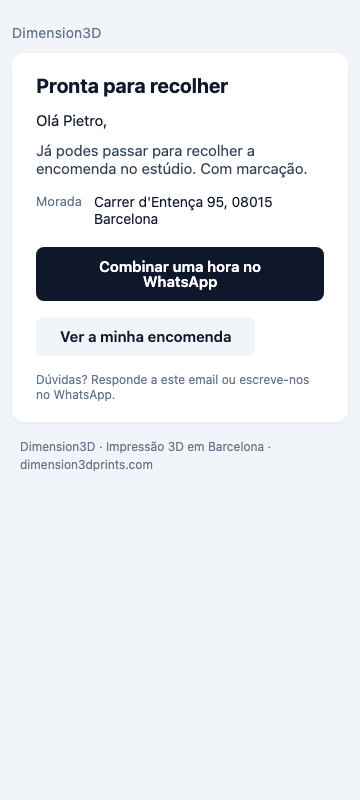 Dimension3D
Pronta para recolher
Olá Pietro,
Já podes passar para recolher a
encomenda no estúdio. Com marcação.
Morada Carrer d'Entença 95, 08015
Barcelona
Combinar uma hora no
WhatsApp
Ver a minha encomenda
Dúvidas? Responde a este email ou escreve-nos
no WhatsApp.
Dimension3D · Impressão 3D em Barcelona ·
dimension3dprints.com